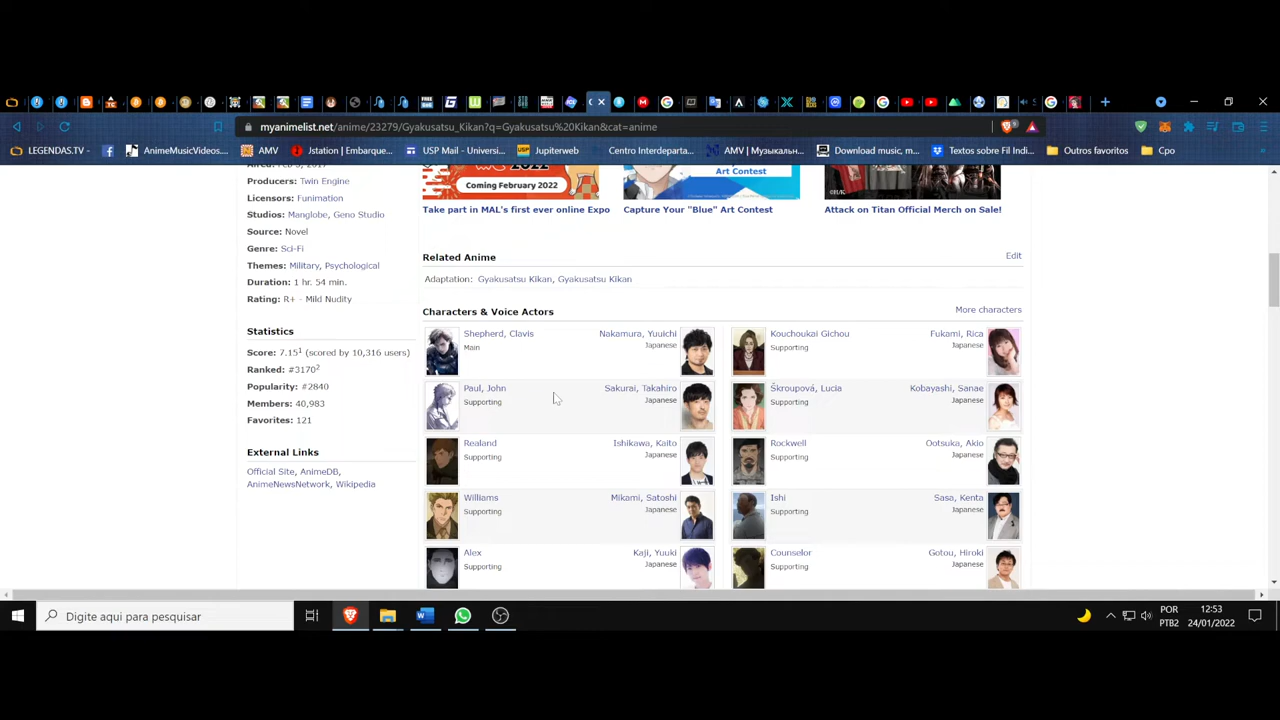 myanimelist.net/anime/23279/Gyakusatsu_Kikan?q=Gyakusatsu%20Kikan&cat=anime
LEGENDAS.TV -
AnimeMusicVideos...
AMV
Jstation | Embarque...
USP Mail - Universi...
Jupiterweb
Centro Interdeparta...
AMV | Музыкальн...
Download music, m...
Textos sobre Fil Indi...
Outros favoritos
Cpo
Producers: Twin Engine
Licensors: Funimation
Studios: Manglobe, Geno Studio
Source: Novel
Genre: Sci-Fi
Themes: Military, Psychological
Duration: 1 hr. 54 min.
Rating: R+ - Mild Nudity
Statistics
Score: 7.15¹ (scored by 10,316 users)
Ranked: #3170²
Popularity: #2840
Members: 40,983
Favorites: 121
External Links
Official Site, AnimeDB,
AnimeNewsNetwork, Wikipedia
2022
Coming February 2022
Art Contest
Take part in MAL's first ever online Expo
Capture Your "Blue" Art Contest
Attack on Titan Official Merch on Sale!
Related Anime
Edit
Adaptation: Gyakusatsu Kikan, Gyakusatsu Kikan
Characters & Voice Actors
More characters
Shepherd, Clavis
Main
Nakamura, Yuuichi
Japanese
Kouchoukai Gichou
Supporting
Fukami, Rica
Japanese
Paul, John
Supporting
Sakurai, Takahiro
Japanese
Škroupová, Lucia
Supporting
Kobayashi, Sanae
Japanese
Realand
Supporting
Ishikawa, Kaito
Japanese
Rockwell
Supporting
Ootsuka, Akio
Japanese
Williams
Supporting
Mikami, Satoshi
Japanese
Ishi
Supporting
Sasa, Kenta
Japanese
Alex
Supporting
Kaji, Yuuki
Japanese
Counselor
Supporting
Gotou, Hiroki
Japanese
Digite aqui para pesquisar
POR
PTB2
12:53
24/01/2022